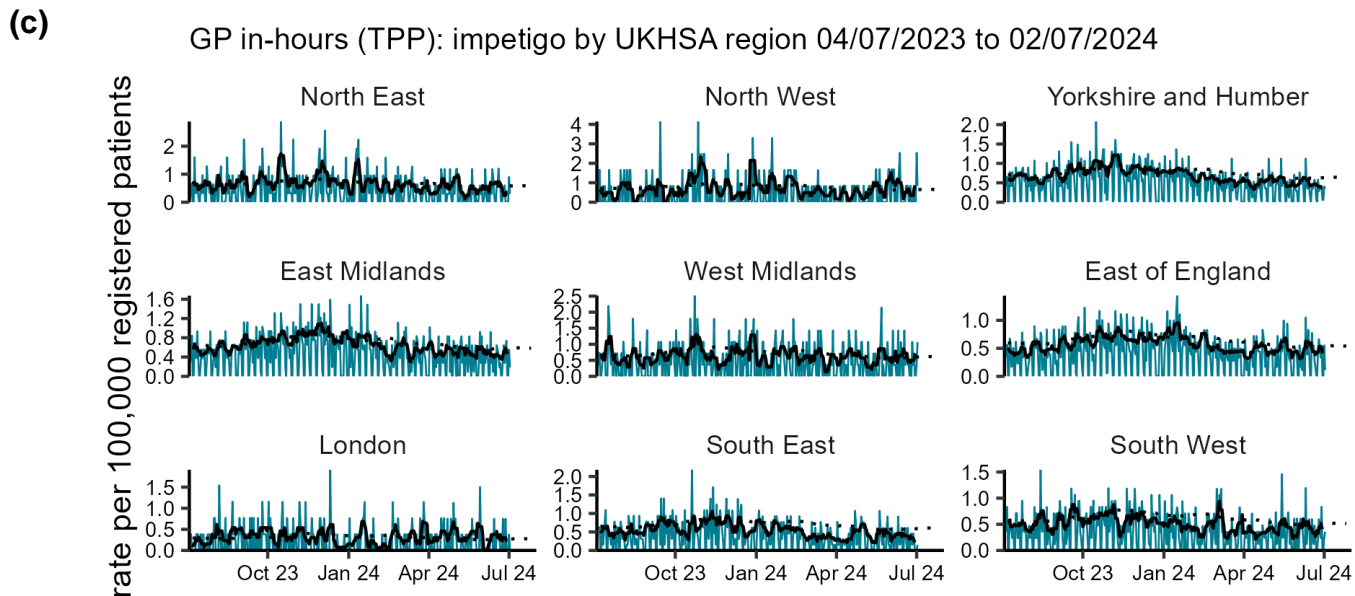 (c)
GP in-hours (TPP): impetigo by UKHSA region 04/07/2023 to 02/07/2024
rate per 100,000 registered patients
North East
2
1
0
North West
4
3
2
1
0
Yorkshire and Humber
2.0
1.5
1.0
0.5
0.0
East Midlands
1.6
1.2
0.8
0.4
0.0
West Midlands
2.5
2.0
1.5
1.0
0.5
0.0
East of England
1.0
0.5
0.0
London
1.5
1.0
0.5
0.0
Oct 23 Jan 24 Apr 24 Jul 24
South East
2.0
1.5
1.0
0.5
0.0
Oct 23 Jan 24 Apr 24 Jul 24
South West
1.5
1.0
0.5
0.0
Oct 23 Jan 24 Apr 24 Jul 24